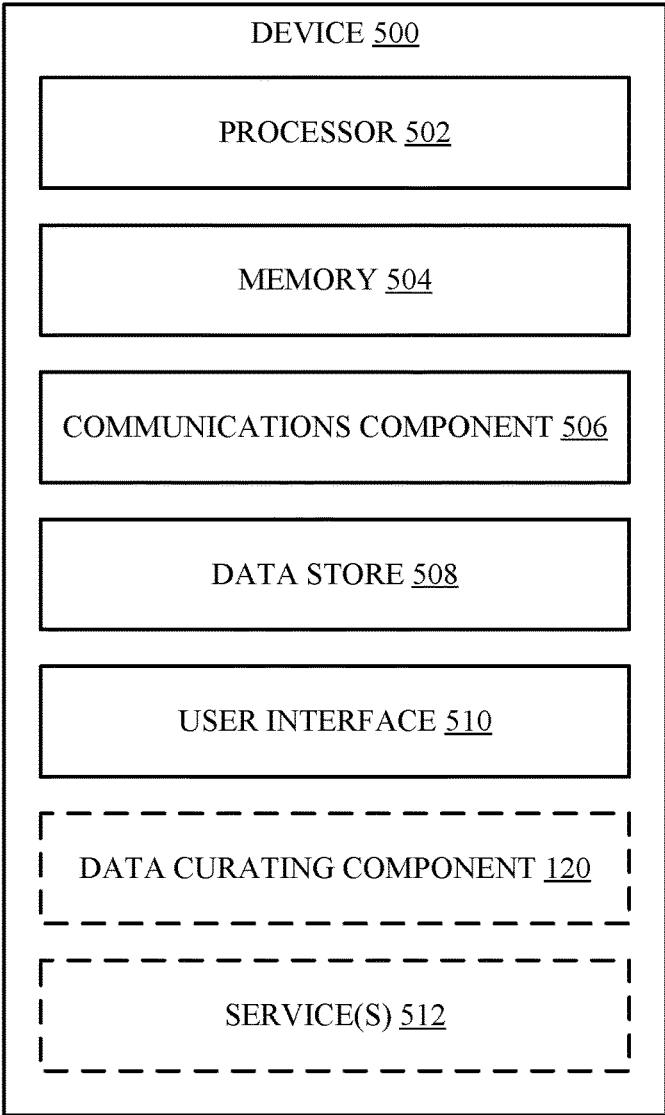 DEVICE 500
PROCESSOR 502
MEMORY 504
COMMUNICATIONS COMPONENT 506
DATA STORE 508
USER INTERFACE 510
DATA CURATING COMPONENT 120
SERVICE(S) 512